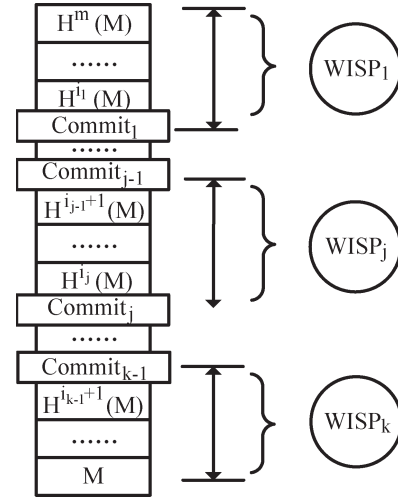 H^m (M)
......
H^{i_1}(M)
Commit_1
......
Commit_{j-1}
H^{i_{j-1}+1}(M)
......
H^{i_j}(M)
Commit_j
......
Commit_{k-1}
H^{i_{k-1}+1}(M)
......
M
WISP_1
WISP_j
WISP_k